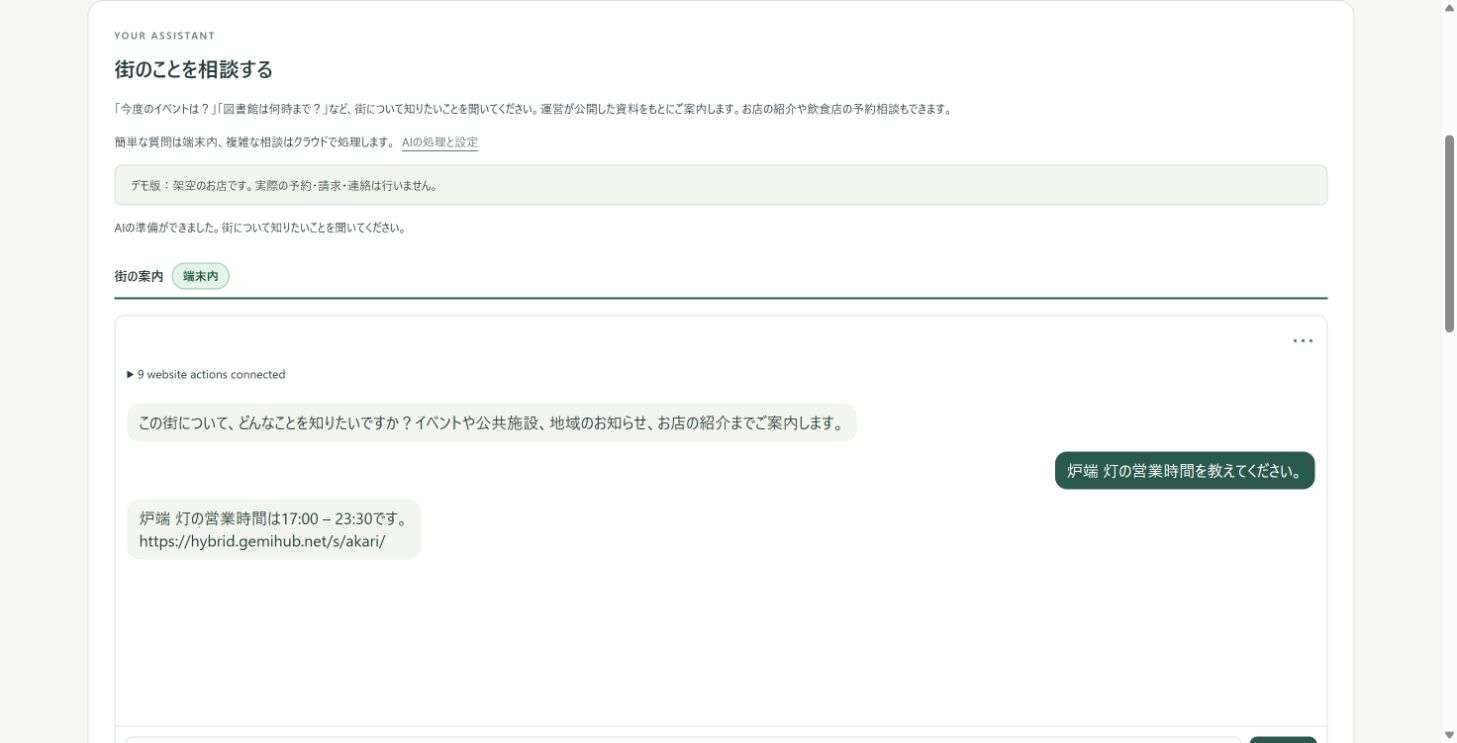 YOUR ASSISTANT
街のことを相談する
「今度のイベントは？」「図書館は何時まで？」など、街について知りたいことを聞いてください。運営が公開した資料をもとにご案内します。お店の紹介や飲食店の予約相談もできます。
簡単な質問は端末内、複雑な相談はクラウドで処理します。 AIの処理と設定
デモ版：架空のお店です。実際の予約・請求・連絡は行いません。
AIの準備ができました。街について知りたいことを聞いてください。
街の案内 端末内
...
▶ 9 website actions connected
この街について、どんなことを知りたいですか？イベントや公共施設、地域のお知らせ、お店の紹介までご案内します。
炉端 灯の営業時間を教えてください。
炉端 灯の営業時間は17:00 – 23:30です。
https://hybrid.gemihub.net/s/akari/